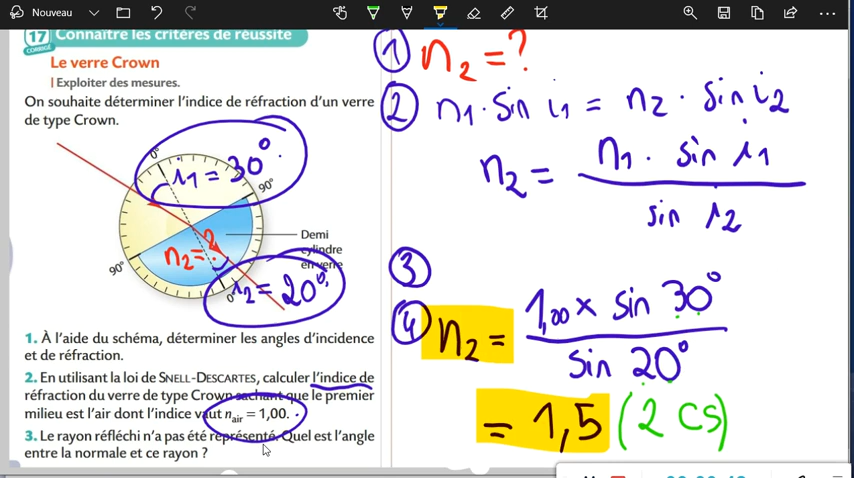 Nouveau
17 Connaître les critères de réussite
CORRIGÉ
Le verre Crown
| Exploiter des mesures.
On souhaite déterminer l'indice de réfraction d'un verre
de type Crown.
0°
i1 = 30°
90°
n2 = ?
Demi
cylindre
en verre
90°
0°
i2 = 20°
1. À l'aide du schéma, déterminer les angles d'incidence
et de réfraction.
2. En utilisant la loi de SNELL-DESCARTES, calculer l'indice de
réfraction du verre de type Crown sachant que le premier
milieu est l'air dont l'indice vaut nair = 1,00.
3. Le rayon réfléchi n'a pas été représenté. Quel est l'angle
entre la normale et ce rayon ?
① n2 = ?
② n1 · sin i1 = n2 · sin i2
n2 = n1 · sin i1 / sin i2
③
④ n2 = 1,00 × sin 30° / sin 20°
= 1,5 (2 CS)